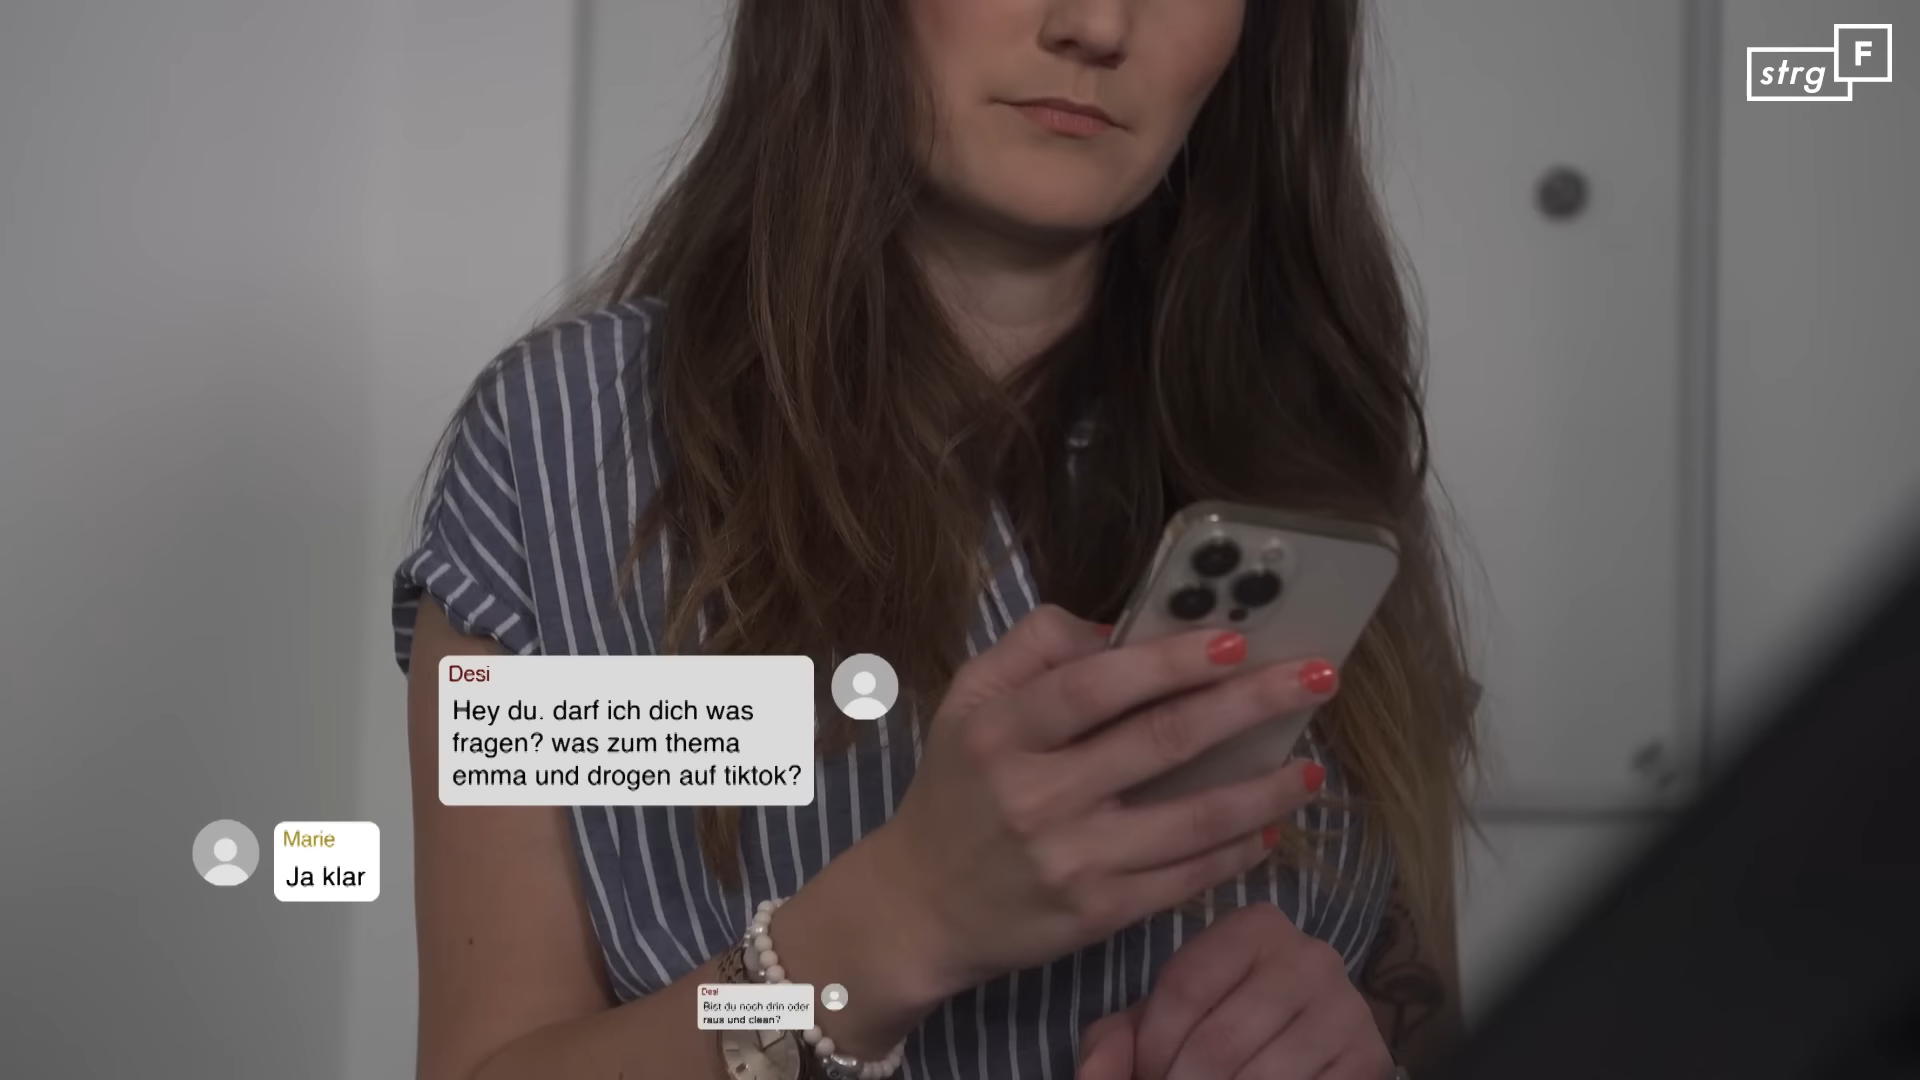 strg F
Desi
Hey du. darf ich dich was
fragen? was zum thema
emma und drogen auf tiktok?
Marie
Ja klar
Desi
Bist du noch drin oder
raus und clean?